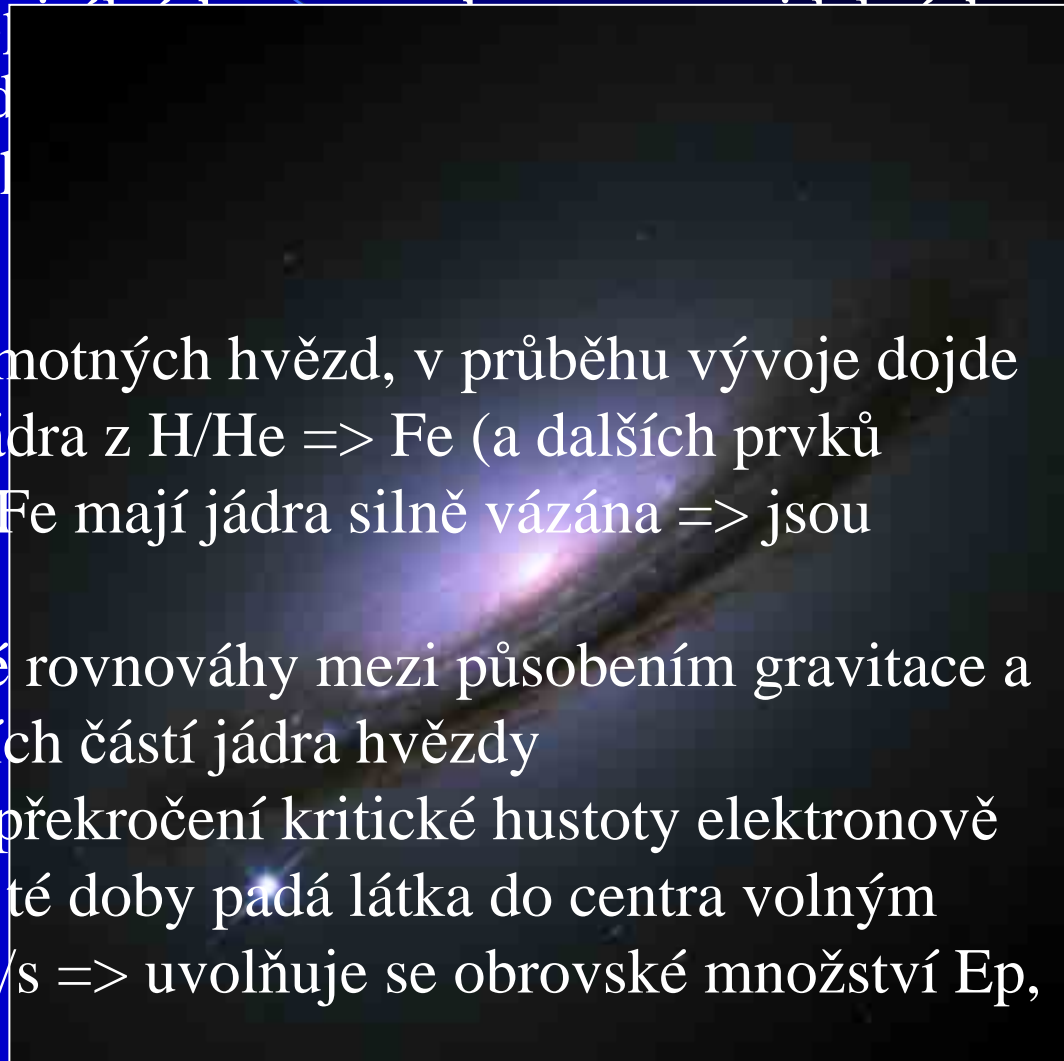 motných hvězd, v průběhu vývoje dojde
ádra z H/He => Fe (a dalších prvků
Fe mají jádra silně vázána => jsou
é rovnováhy mezi působením gravitace a
ch částí jádra hvězdy
překročení kritické hustoty elektronově
té doby padá látka do centra volným
/s => uvolňuje se obrovské množství Ep,